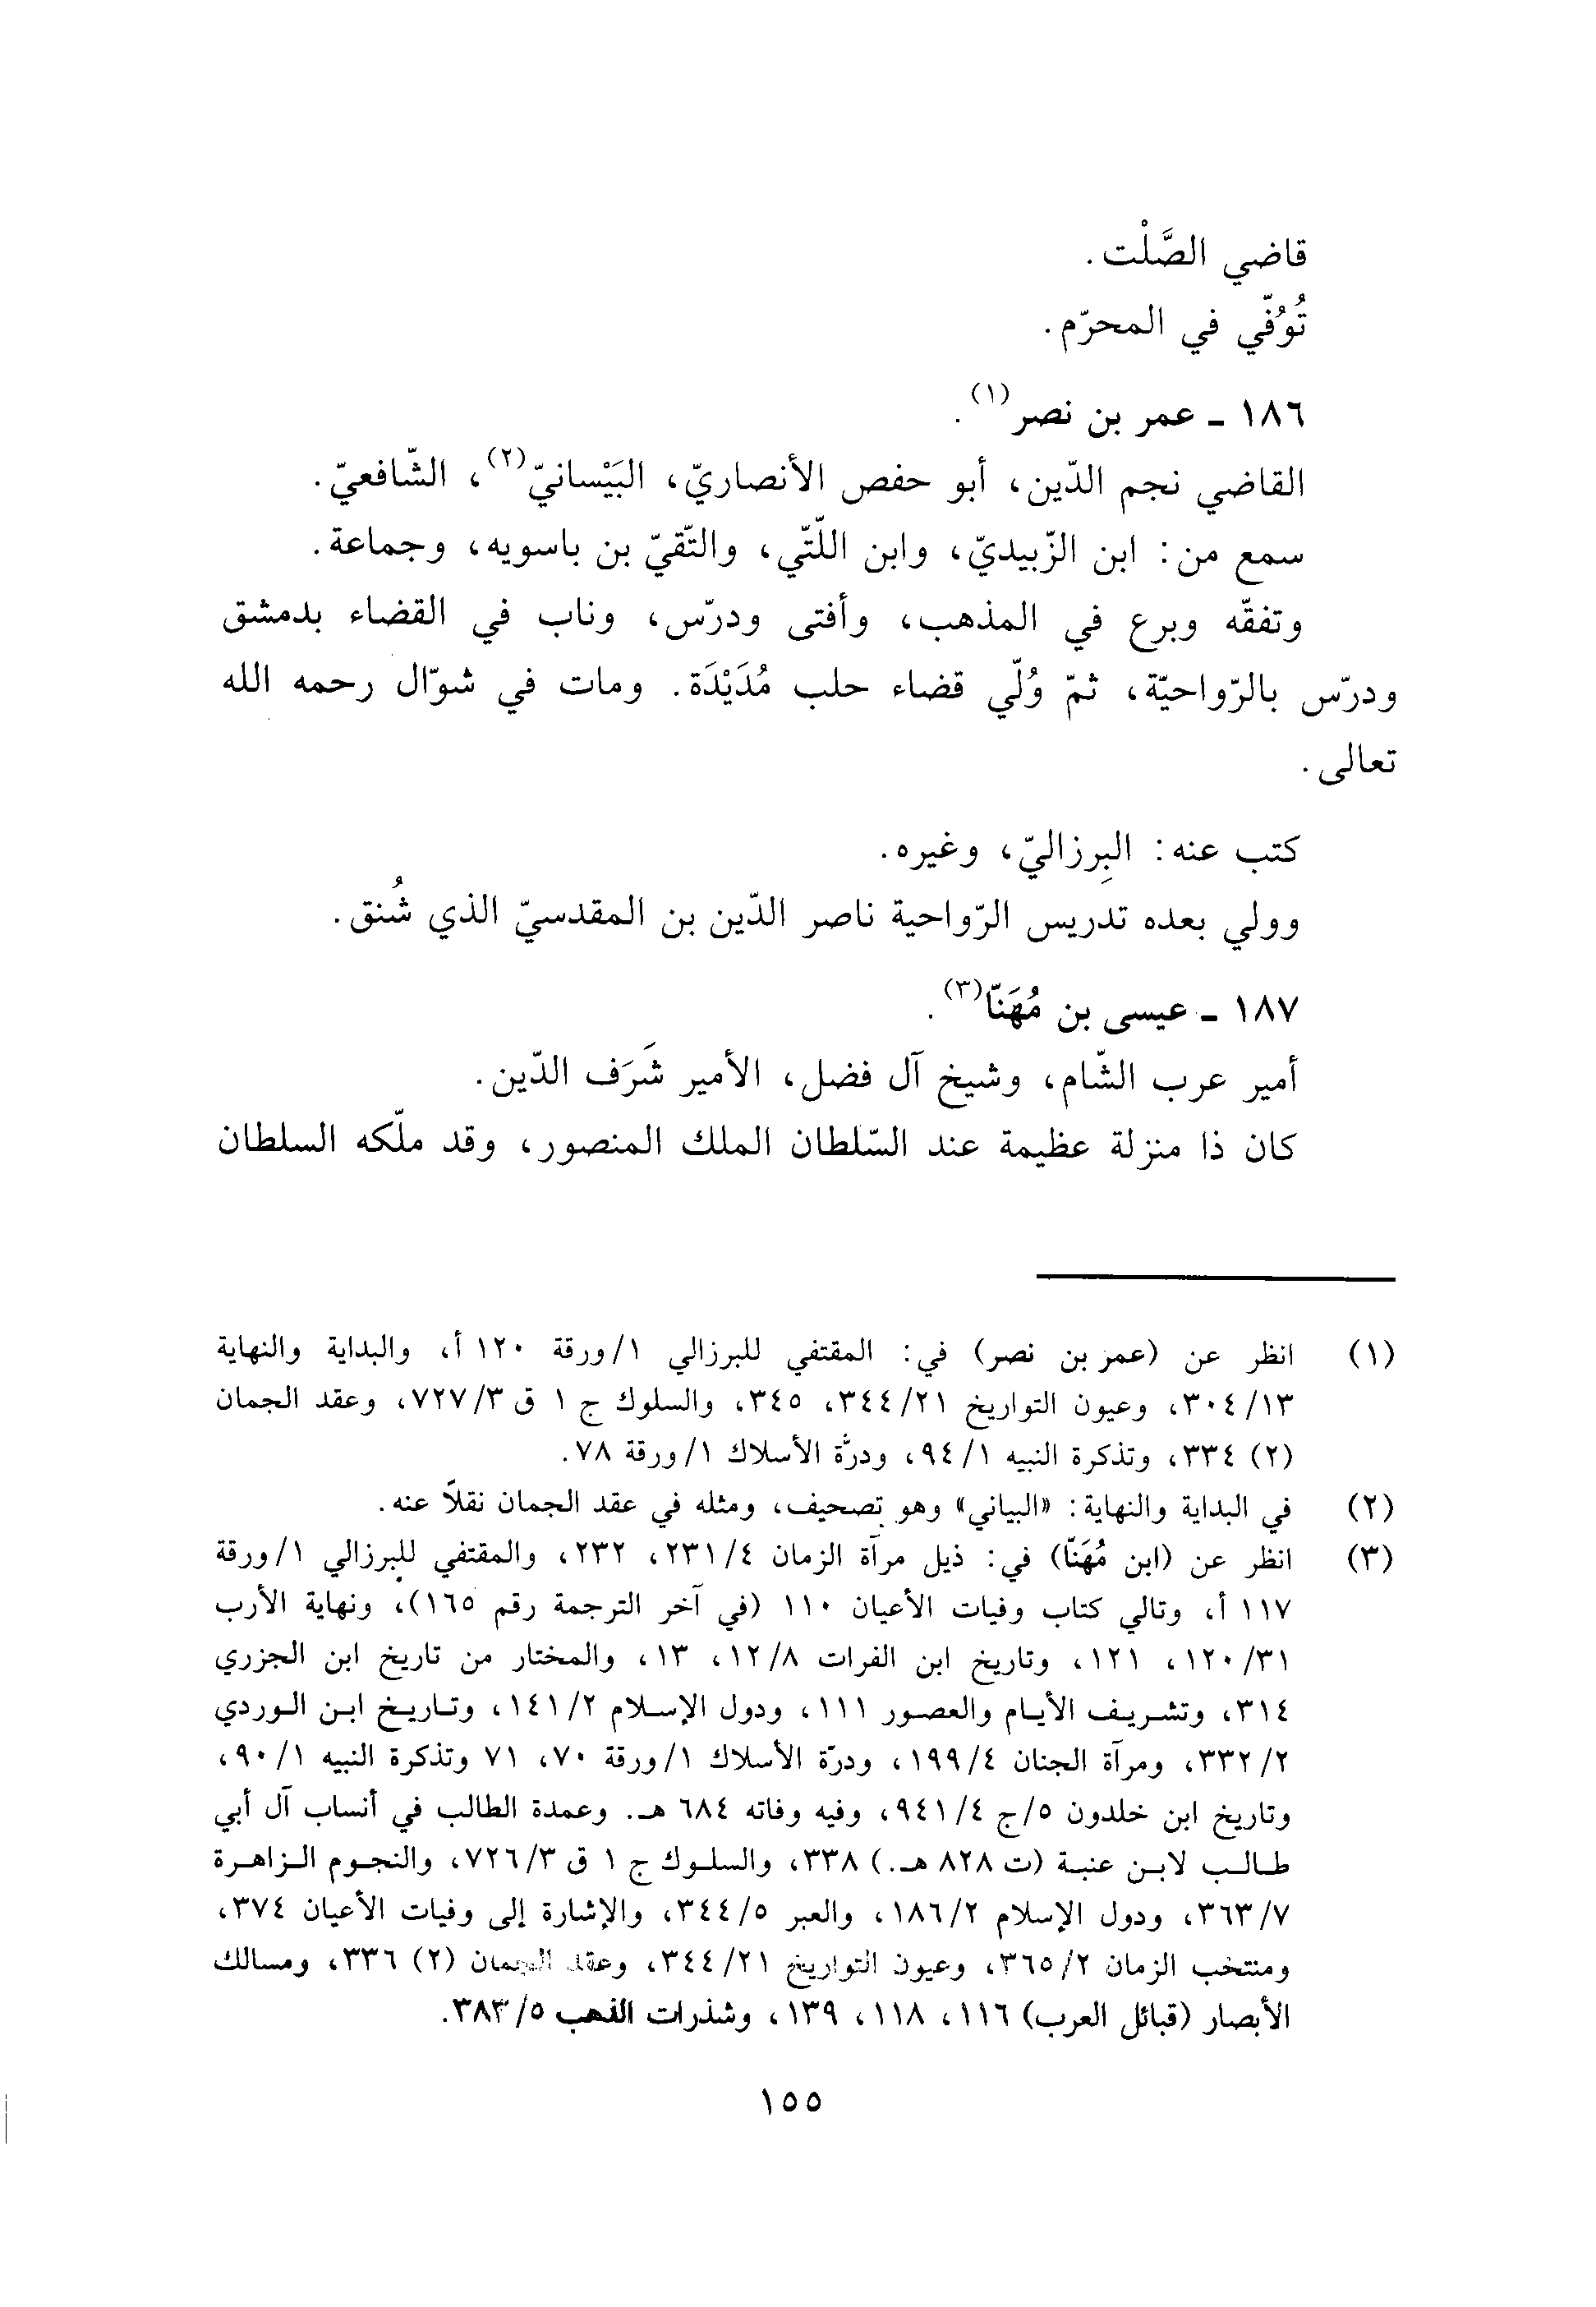 قاضي الصَّلْت.
تُوُفّي في المحرّم.
١٨٦ ـ عمر بن نصر(١).
القاضي نجم الدّين، أبو حفص الأنصاريّ، البَيْسانيّ(٢)، الشّافعيّ.
سمع من: ابن الزّبيديّ، وابن اللّتّي، والتّقيّ بن باسويه، وجماعة.
وتفقّه وبرع في المذهب، وأفتى ودرّس، وناب في القضاء بدمشق
ودرّس بالرّواحيّة، ثمّ وُلّي قضاء حلب مُدَيْدَة. ومات في شوّال رحمه الله
تعالى.
كتب عنه: البِرزاليّ، وغيره.
وولي بعده تدريس الرّواحية ناصر الدّين بن المقدسيّ الذي شُنق.
١٨٧ ـ عيسى بن مُهَنّا(٣).
أمير عرب الشّام، وشيخ آل فضل، الأمير شَرَف الدّين.
كان ذا منزلة عظيمة عند السّلطان الملك المنصور، وقد ملّكه السلطان
(١) انظر عن (عمر بن نصر) في: المقتفي للبرزالي ١/ورقة ١٢٠ أ، والبداية والنهاية
١٣/٣٠٤، وعيون التواريخ ٢١/٣٤٤، ٣٤٥، والسلوك ج ١ ق ٣/٧٢٧، وعقد الجمان
(٢) ٣٣٤، وتذكرة النبيه ١/٩٤، ودرّة الأسلاك ١/ورقة ٧٨.
(٢) في البداية والنهاية: «البياني» وهو تصحيف، ومثله في عقد الجمان نقلاً عنه.
(٣) انظر عن (ابن مُهَنّا) في: ذيل مرآة الزمان ٤/٢٣١، ٢٣٢، والمقتفي للبرزالي ١/ورقة
١١٧ أ، وتالي كتاب وفيات الأعيان ١١٠ (في آخر الترجمة رقم ١٦٥)، ونهاية الأرب
٣١/١٢٠، ١٢١، وتاريخ ابن الفرات ٨/١٢، ١٣، والمختار من تاريخ ابن الجزري
٣١٤، وتشريف الأيام والعصور ١١١، ودول الإسلام ٢/١٤١، وتاريخ ابن الوردي
٢/٣٣٢، ومرآة الجنان ٤/١٩٩، ودرّة الأسلاك ١/ورقة ٧٠، ٧١ وتذكرة النبيه ١/٩٠،
وتاريخ ابن خلدون ٥/ج ٤/٩٤١، وفيه وفاته ٦٨٤ هـ. وعمدة الطالب في أنساب آل أبي
طالب لابن عنبة (ت ٨٢٨ هـ.) ٣٣٨، والسلوك ج ١ ق ٣/٧٢٦، والنجوم الزاهرة
٧/٣٦٣، ودول الإسلام ٢/١٨٦، والعبر ٥/٣٤٤، والإشارة إلى وفيات الأعيان ٣٧٤،
ومنتخب الزمان ٢/٣٦٥، وعيون التواريخ ٢١/٣٤٤، وعقد الجمان (٢) ٣٣٦، ومسالك
الأبصار (قبائل العرب) ١١٦، ١١٨، ١٣٩، وشذرات الذهب ٥/٣٨٣.
١٥٥